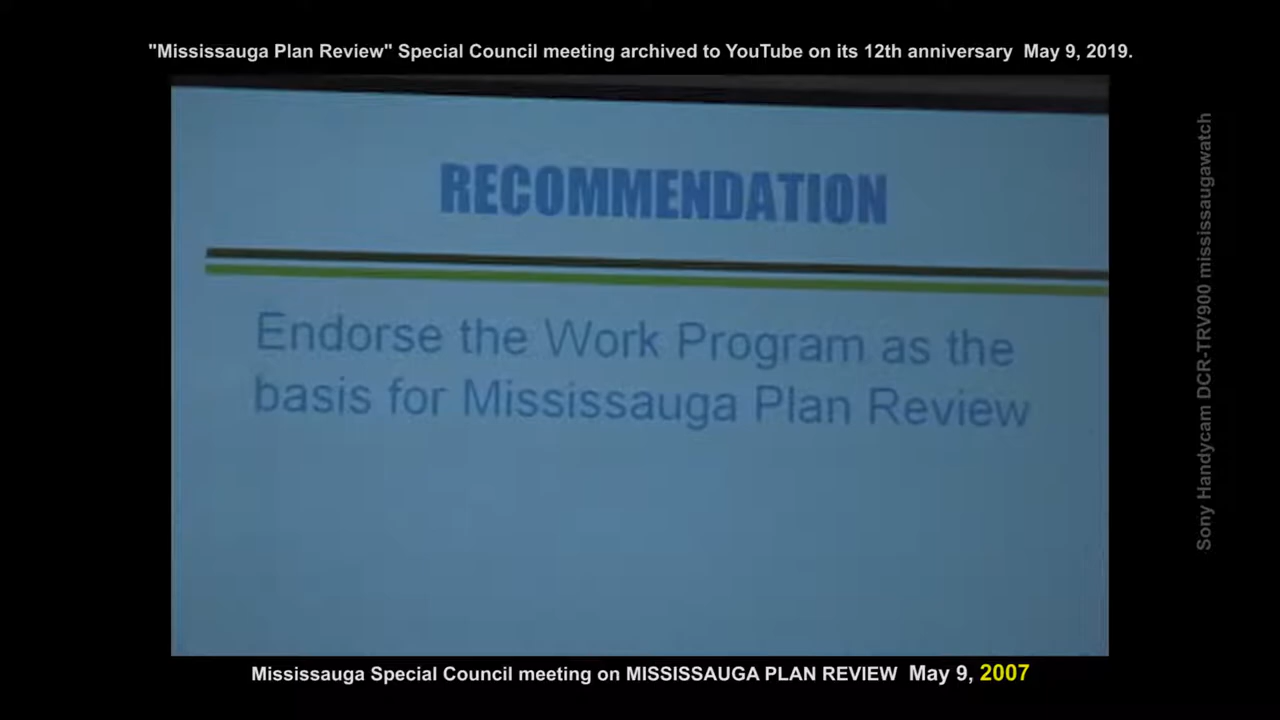 "Mississauga Plan Review" Special Council meeting archived to YouTube on its 12th anniversary May 9, 2019.
RECOMMENDATION
Endorse the Work Program as the
basis for Mississauga Plan Review
Sony Handycam DCR-TRV900 mississaugawatch
Mississauga Special Council meeting on MISSISSAUGA PLAN REVIEW May 9, 2007